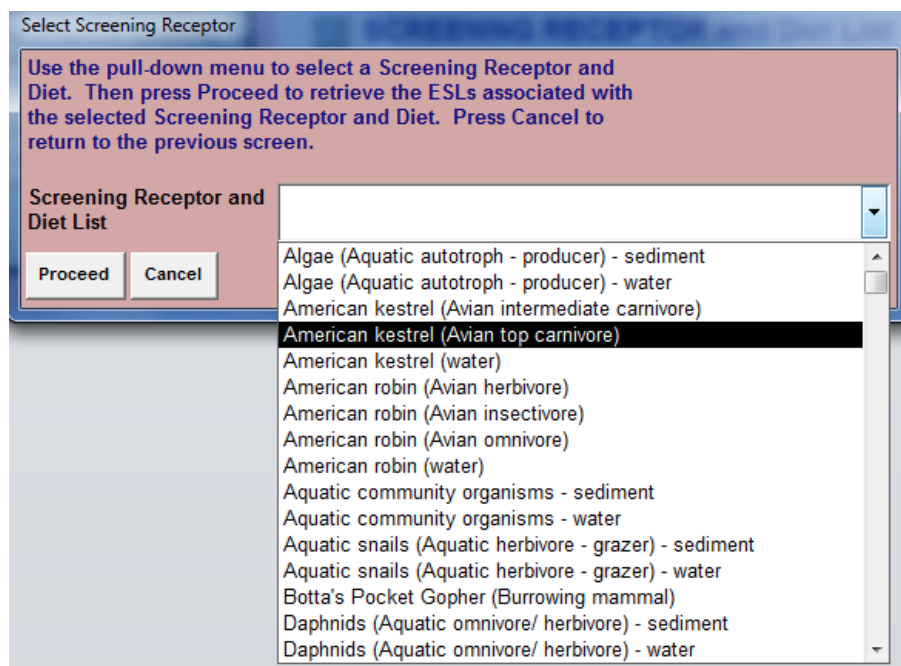 Select Screening Receptor
SCREENING RECEPTOR and Diet List
Use the pull-down menu to select a Screening Receptor and
Diet.  Then press Proceed to retrieve the ESLs associated with
the selected Screening Receptor and Diet.  Press Cancel to
return to the previous screen.
Screening Receptor and
Diet List
Proceed
Cancel
Algae (Aquatic autotroph - producer) - sediment
Algae (Aquatic autotroph - producer) - water
American kestrel (Avian intermediate carnivore)
American kestrel (Avian top carnivore)
American kestrel (water)
American robin (Avian herbivore)
American robin (Avian insectivore)
American robin (Avian omnivore)
American robin (water)
Aquatic community organisms - sediment
Aquatic community organisms - water
Aquatic snails (Aquatic herbivore - grazer) - sediment
Aquatic snails (Aquatic herbivore - grazer) - water
Botta's Pocket Gopher (Burrowing mammal)
Daphnids (Aquatic omnivore/ herbivore) - sediment
Daphnids (Aquatic omnivore/ herbivore) - water